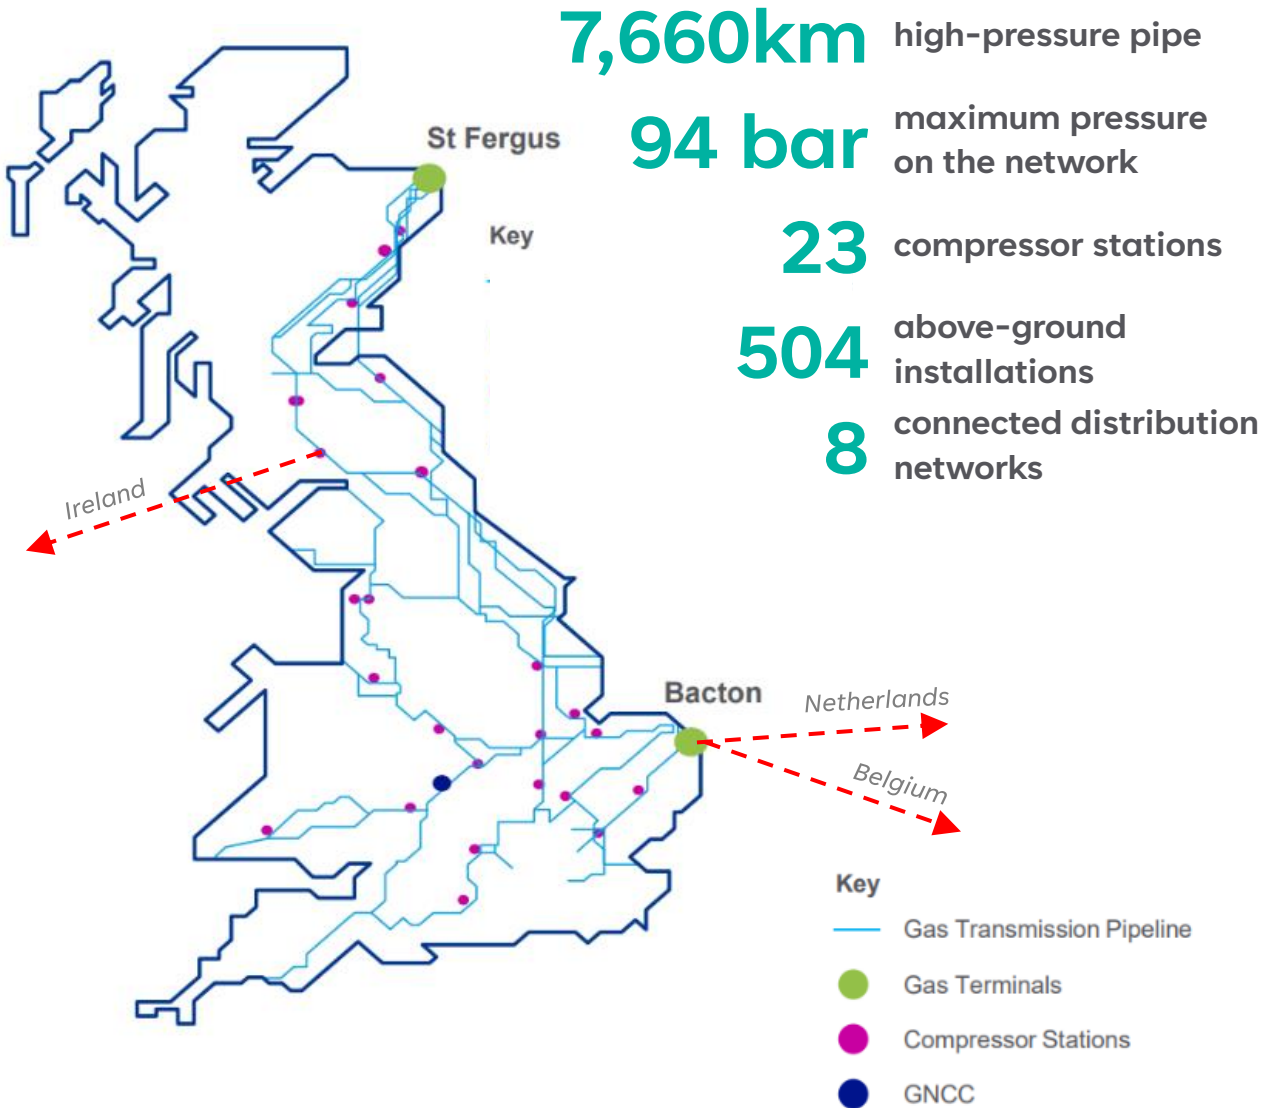 7,660km high-pressure pipe
94 bar maximum pressure
on the network
23 compressor stations
504 above-ground
installations
8 connected distribution
networks
St Fergus
Key
Ireland
Bacton
Netherlands
Belgium
Key
Gas Transmission Pipeline
Gas Terminals
Compressor Stations
GNCC